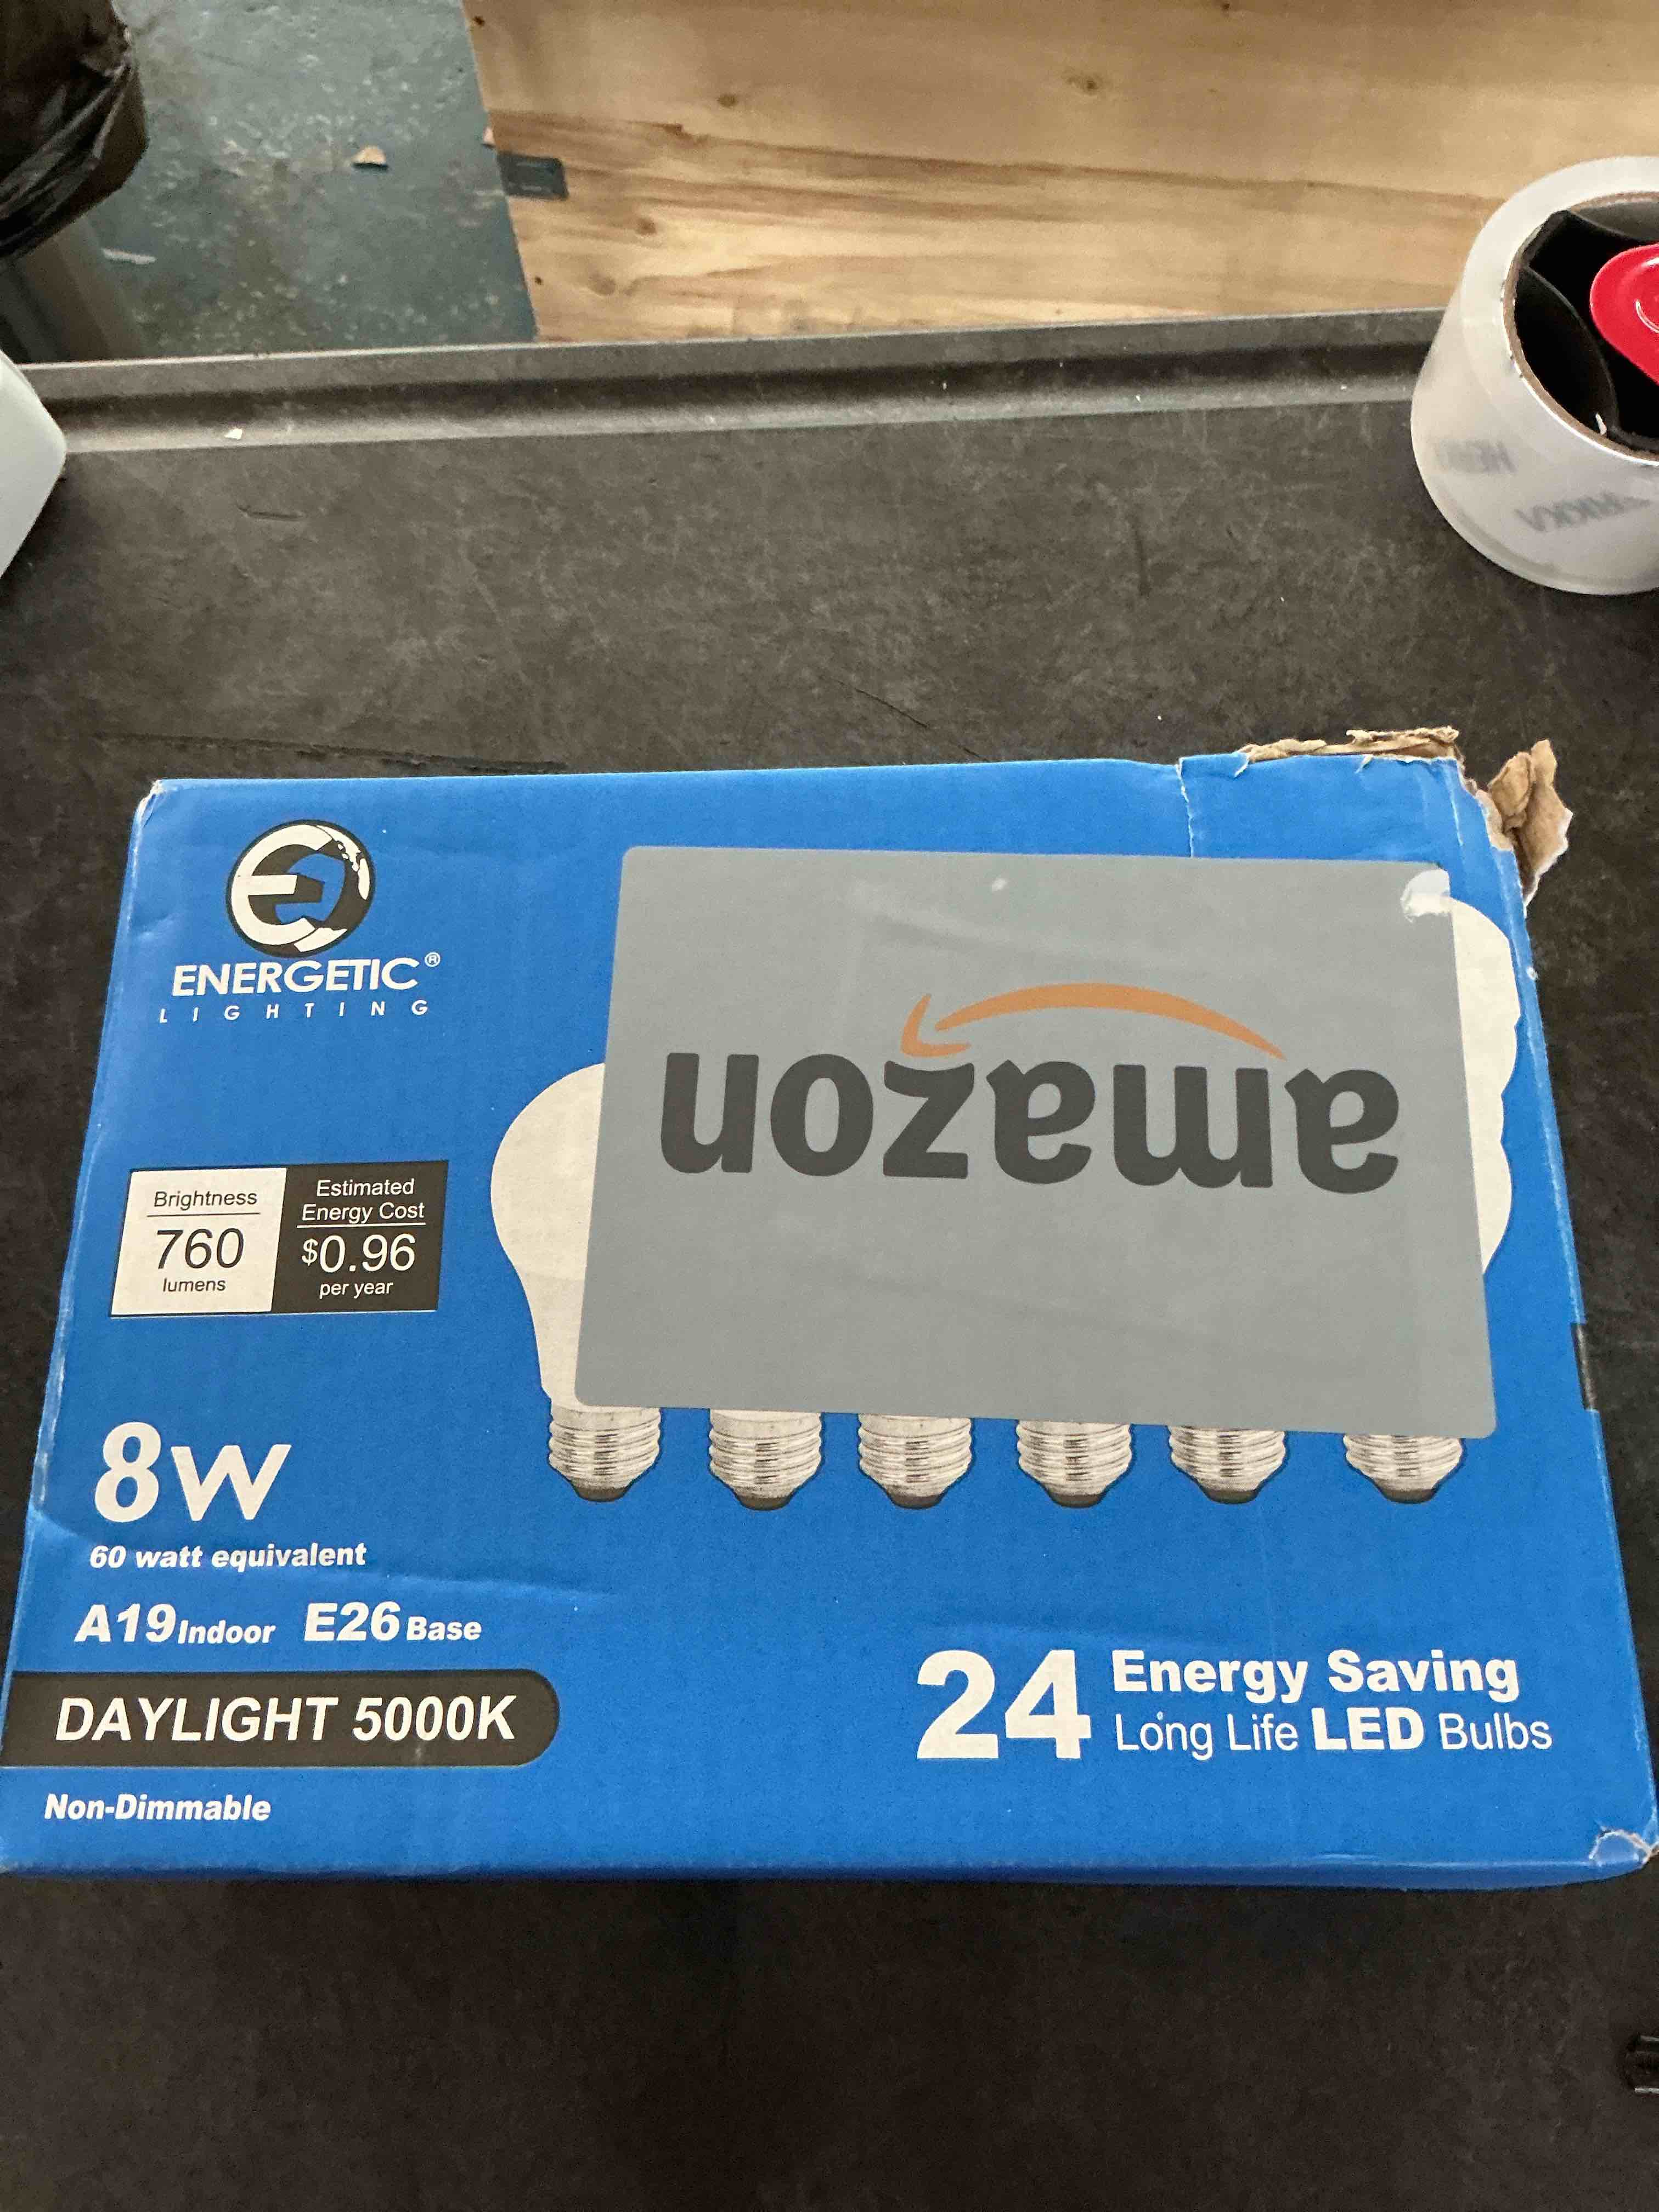 ENERGETIC®
LIGHTING
amazon
Brightness
760
lumens
Estimated
Energy Cost
$0.96
per year
8w
60 watt equivalent
A19 Indoor E26 Base
DAYLIGHT 5000K
Non-Dimmable
24 Energy Saving
Long Life LED Bulbs